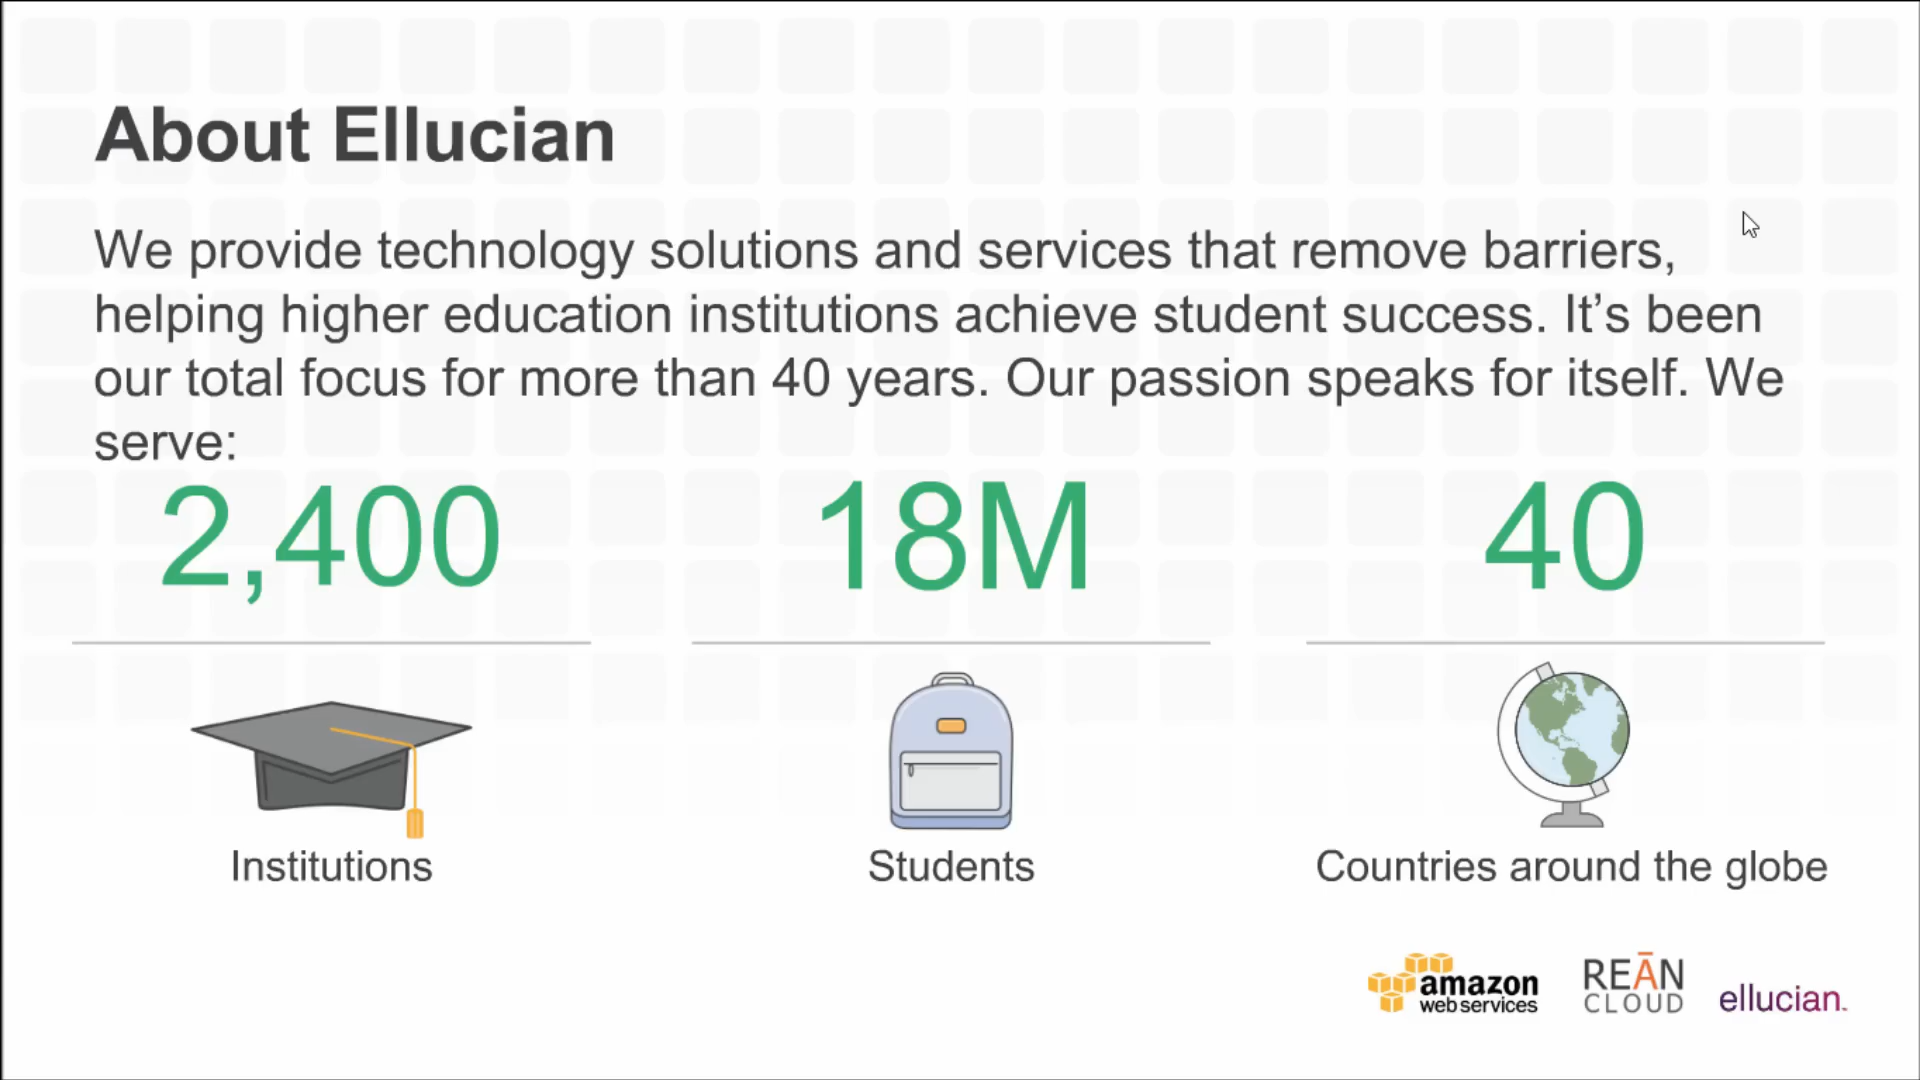 About Ellucian
We provide technology solutions and services that remove barriers,
helping higher education institutions achieve student success. It’s been
our total focus for more than 40 years. Our passion speaks for itself. We
serve:
2,400
18M
40
Institutions
Students
Countries around the globe
amazon
web services
REĀN
CLOUD
ellucian.